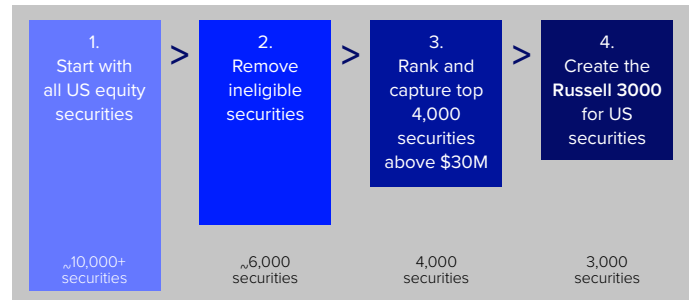 1.
Start with
all US equity
securities
~10,000+
securities
>
2.
Remove
ineligible
securities
~6,000
securities
>
3.
Rank and
capture top
4,000
securities
above $30M
4,000
securities
>
4.
Create the
Russell 3000
for US
securities
3,000
securities